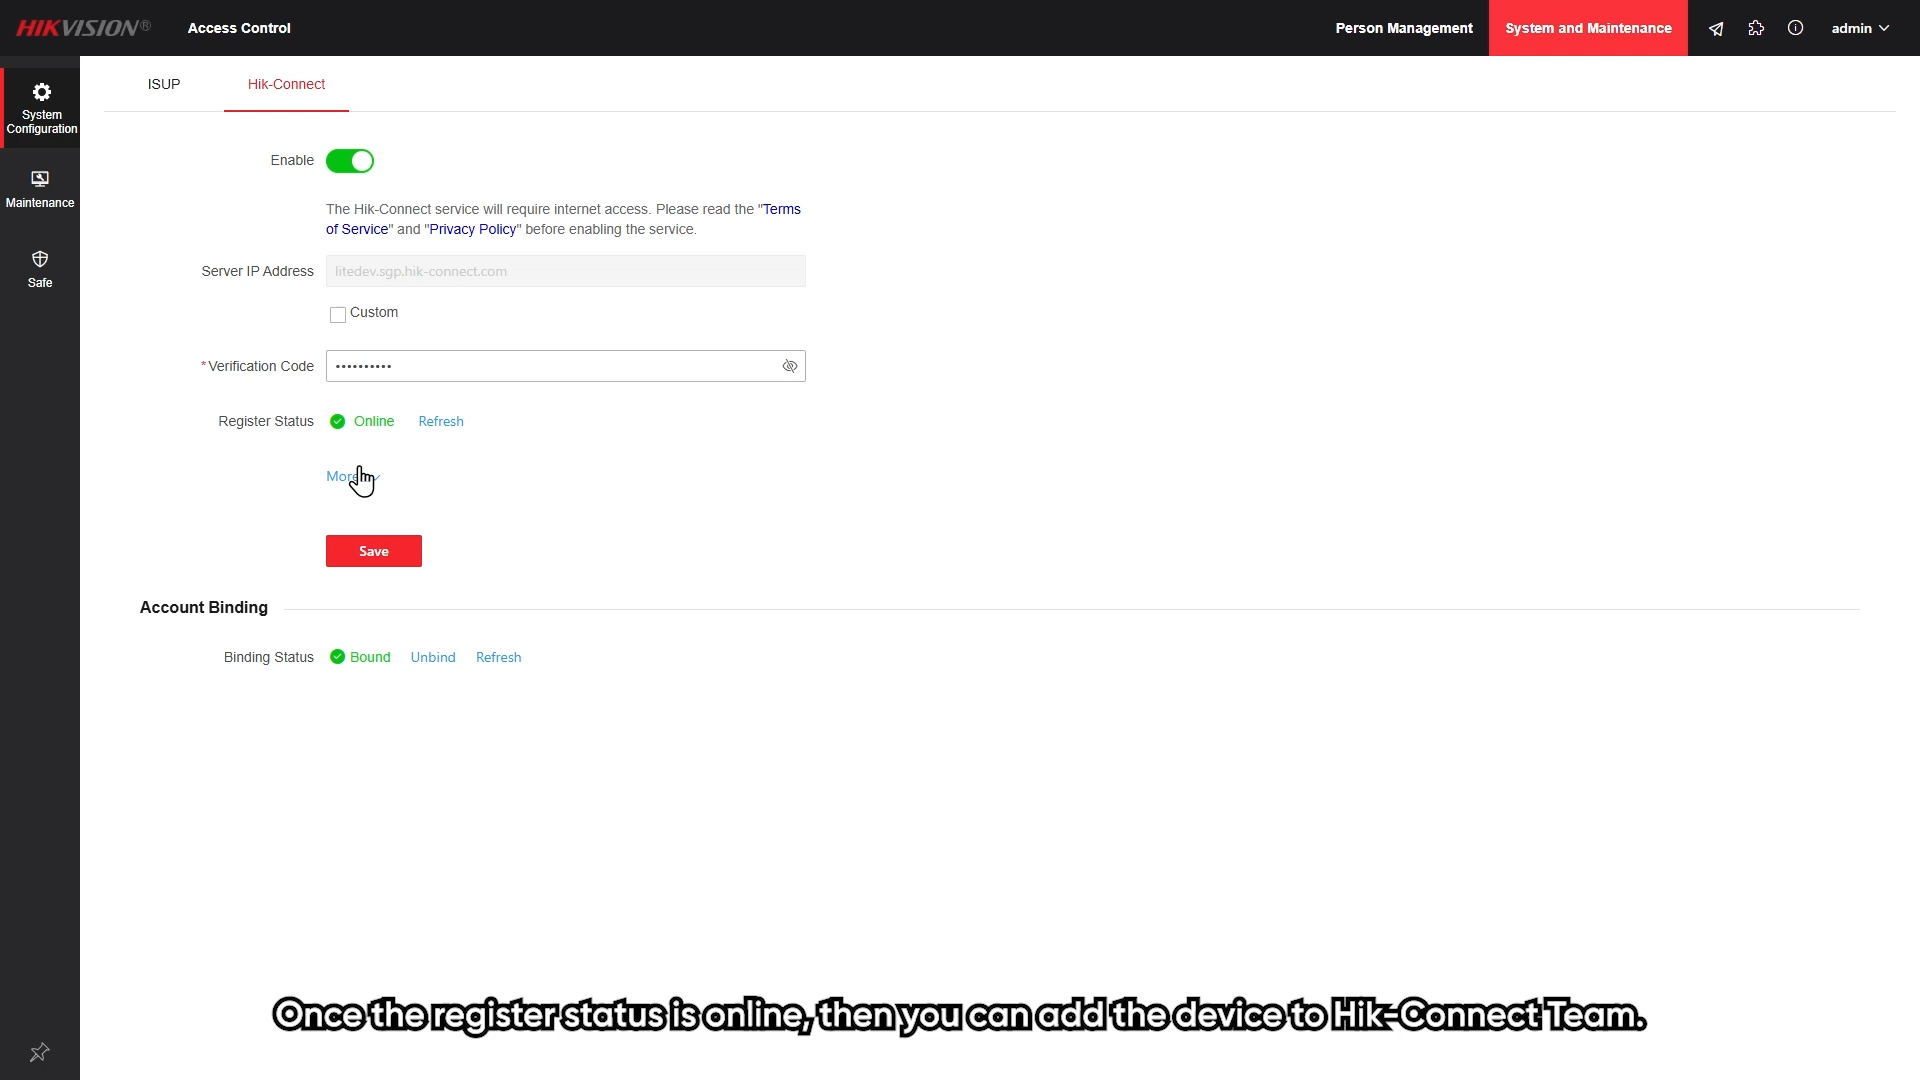 HIKVISION®
Access Control
Person Management
System and Maintenance
admin
System
Configuration
Maintenance
Safe
ISUP
Hik-Connect
Enable
The Hik-Connect service will require internet access. Please read the "Terms
of Service" and "Privacy Policy" before enabling the service.
Server IP Address
litedev.sgp.hik-connect.com
Custom
*Verification Code
••••••••••
Register Status
Online
Refresh
More
Save
Account Binding
Binding Status
Bound
Unbind
Refresh
Once the register status is online, then you can add the device to Hik-Connect Team.